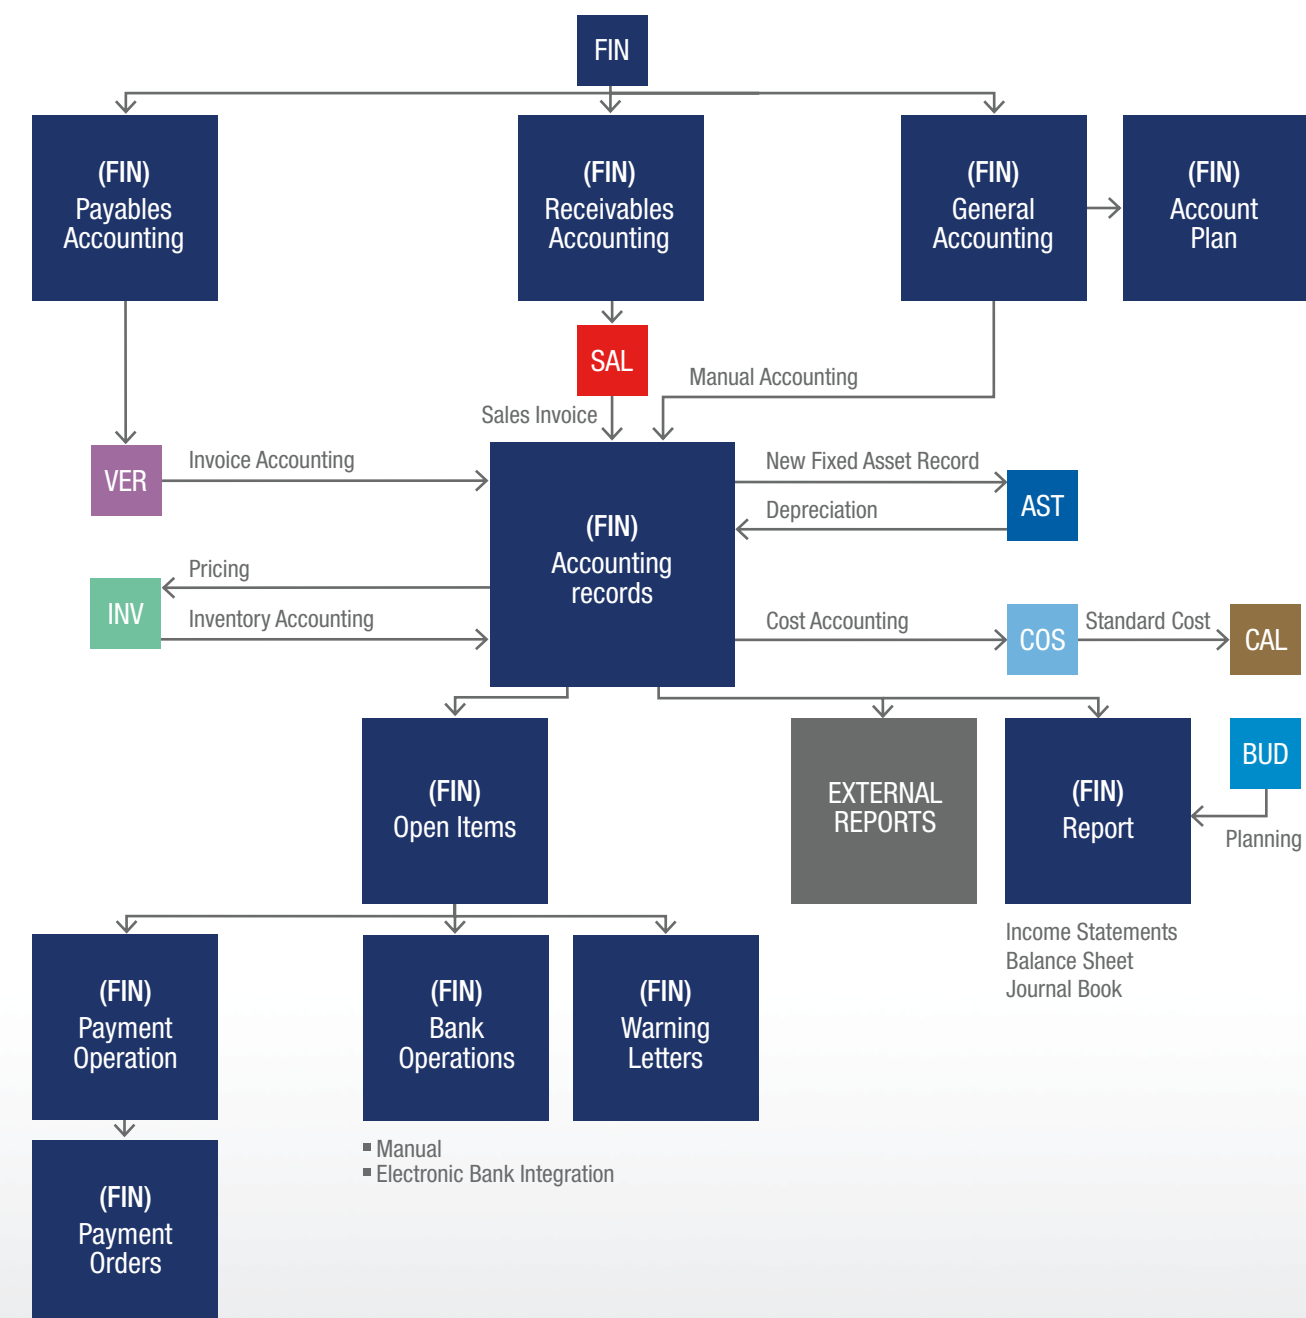 FIN
(FIN)
Payables
Accounting
(FIN)
Receivables
Accounting
(FIN)
General
Accounting
(FIN)
Account
Plan
SAL
Manual Accounting
Sales Invoice
VER
Invoice Accounting
(FIN)
Accounting
records
New Fixed Asset Record
Depreciation
AST
INV
Pricing
Inventory Accounting
Cost Accounting
COS
Standard Cost
CAL
(FIN)
Open Items
EXTERNAL
REPORTS
(FIN)
Report
BUD
Planning
Income Statements
Balance Sheet
Journal Book
(FIN)
Payment
Operation
(FIN)
Bank
Operations
(FIN)
Warning
Letters
▪ Manual
▪ Electronic Bank Integration
(FIN)
Payment
Orders